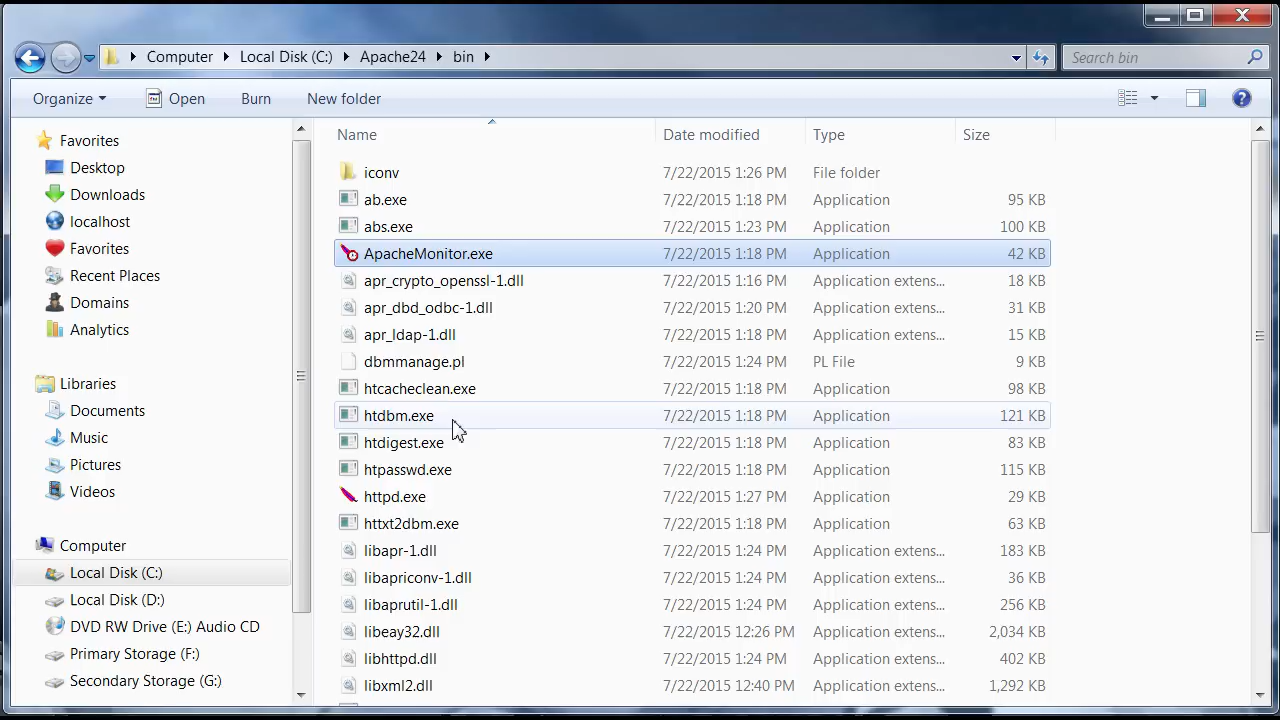 Computer Local Disk (C:) Apache24 bin Search bin
Organize Open Burn New folder
Name Date modified Type Size
Favorites
Desktop
Downloads
localhost
Favorites
Recent Places
Domains
Analytics
Libraries
Documents
Music
Pictures
Videos
Computer
Local Disk (C:)
Local Disk (D:)
DVD RW Drive (E:) Audio CD
Primary Storage (F:)
Secondary Storage (G:)
iconv 7/22/2015 1:26 PM File folder
ab.exe 7/22/2015 1:18 PM Application 95 KB
abs.exe 7/22/2015 1:23 PM Application 100 KB
ApacheMonitor.exe 7/22/2015 1:18 PM Application 42 KB
apr_crypto_openssl-1.dll 7/22/2015 1:16 PM Application extens... 18 KB
apr_dbd_odbc-1.dll 7/22/2015 1:20 PM Application extens... 31 KB
apr_ldap-1.dll 7/22/2015 1:18 PM Application extens... 15 KB
dbmmanage.pl 7/22/2015 1:24 PM PL File 9 KB
htcacheclean.exe 7/22/2015 1:18 PM Application 98 KB
htdbm.exe 7/22/2015 1:18 PM Application 121 KB
htdigest.exe 7/22/2015 1:18 PM Application 83 KB
htpasswd.exe 7/22/2015 1:18 PM Application 115 KB
httpd.exe 7/22/2015 1:27 PM Application 29 KB
httxt2dbm.exe 7/22/2015 1:18 PM Application 63 KB
libapr-1.dll 7/22/2015 1:24 PM Application extens... 183 KB
libapriconv-1.dll 7/22/2015 1:24 PM Application extens... 36 KB
libaprutil-1.dll 7/22/2015 1:24 PM Application extens... 256 KB
libeay32.dll 7/22/2015 12:26 PM Application extens... 2,034 KB
libhttpd.dll 7/22/2015 1:24 PM Application extens... 402 KB
libxml2.dll 7/22/2015 12:40 PM Application extens... 1,292 KB